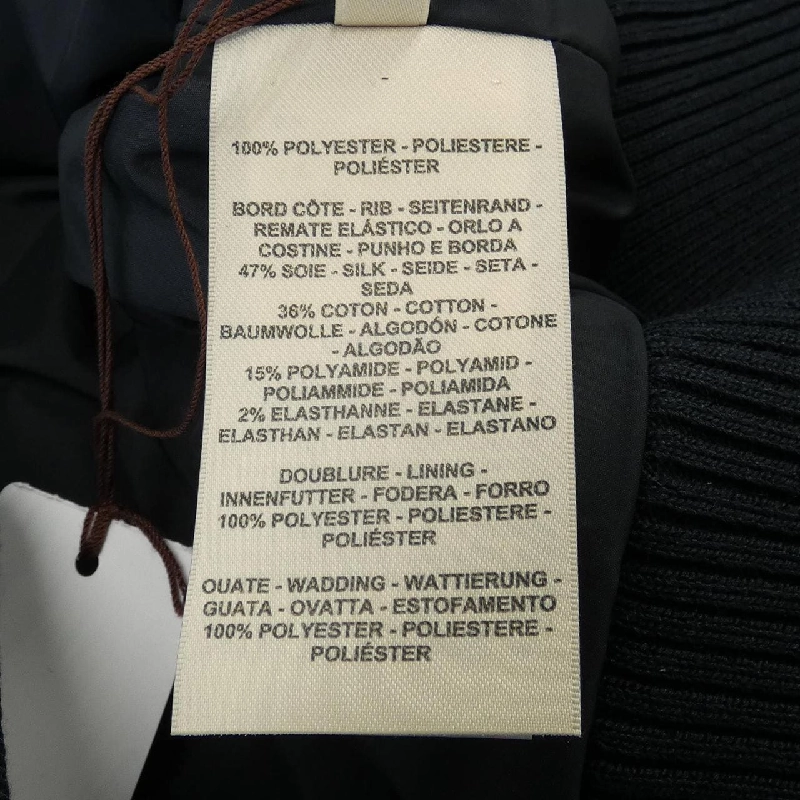 100% POLYESTER - POLIESTERE -
POLIÉSTER
BORD CÔTE - RIB - SEITENRAND -
REMATE ELÁSTICO - ORLO A
COSTINE - PUNHO E BORDA
47% SOIE - SILK - SEIDE - SETA -
SEDA
36% COTON - COTTON -
BAUMWOLLE - ALGODÓN - COTONE
- ALGODÃO
15% POLYAMIDE - POLYAMID -
POLIAMMIDE - POLIAMIDA
2% ELASTHANNE - ELASTANE -
ELASTHAN - ELASTAN - ELASTANO
DOUBLURE - LINING -
INNENFUTTER - FODERA - FORRO
100% POLYESTER - POLIESTERE -
POLIÉSTER
OUATE - WADDING - WATTIERUNG -
GUATA - OVATTA - ESTOFAMENTO
100% POLYESTER - POLIESTERE -
POLIÉSTER